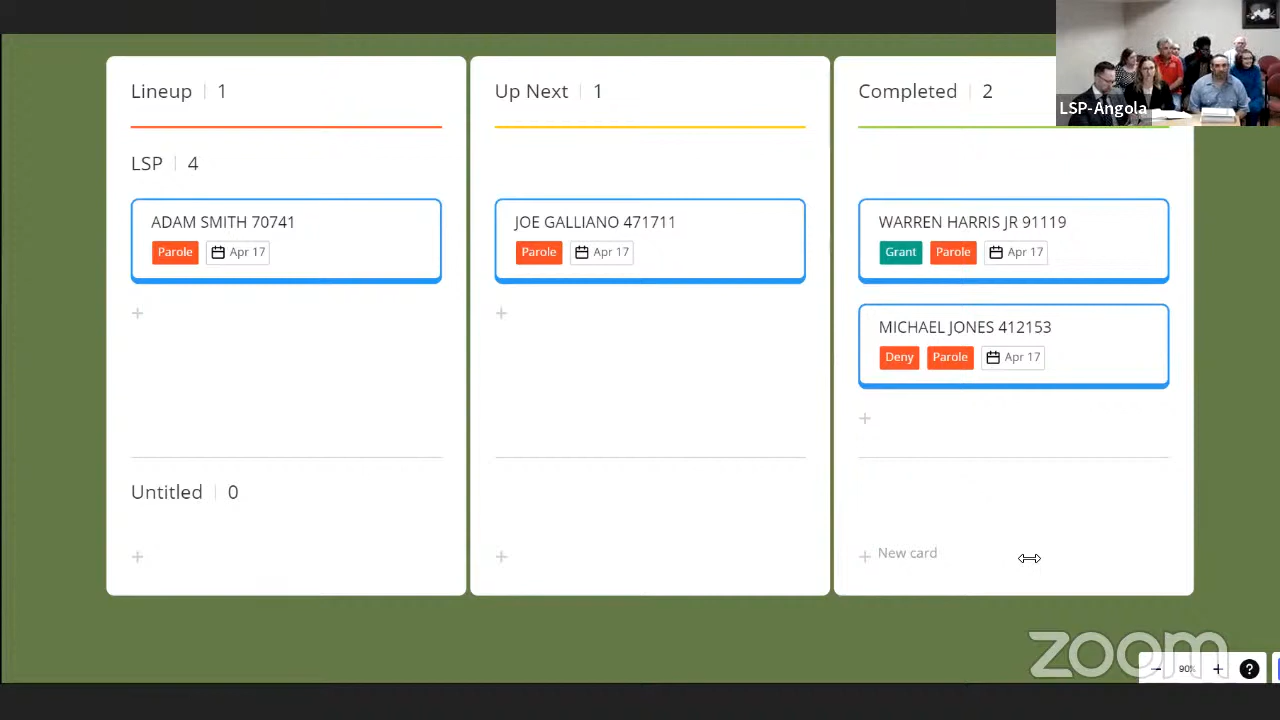 Lineup 1
LSP 4
ADAM SMITH 70741
Parole Apr 17
Untitled 0
Up Next 1
JOE GALLIANO 471711
Parole Apr 17
Completed 2
WARREN HARRIS JR 91119
Grant Parole Apr 17
MICHAEL JONES 412153
Deny Parole Apr 17
New card
LSP-Angola
zoom
90%
?